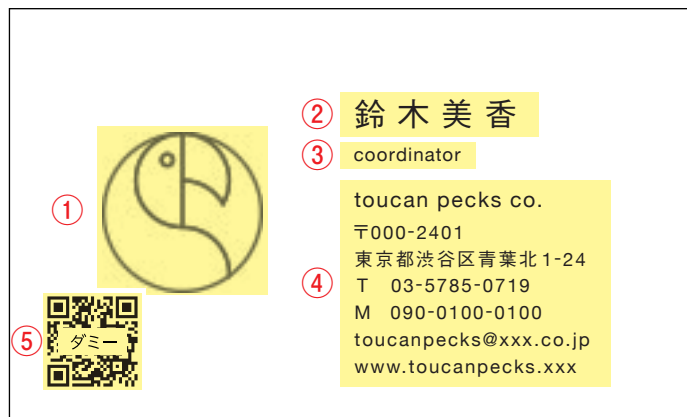 ①
②
鈴木美香
③
coordinator
④
toucan pecks co.
〒000-2401
東京都渋谷区青葉北1-24
T 03-5785-0719
M 090-0100-0100
toucanpecks@xxx.co.jp
www.toucanpecks.xxx
⑤
ダミー